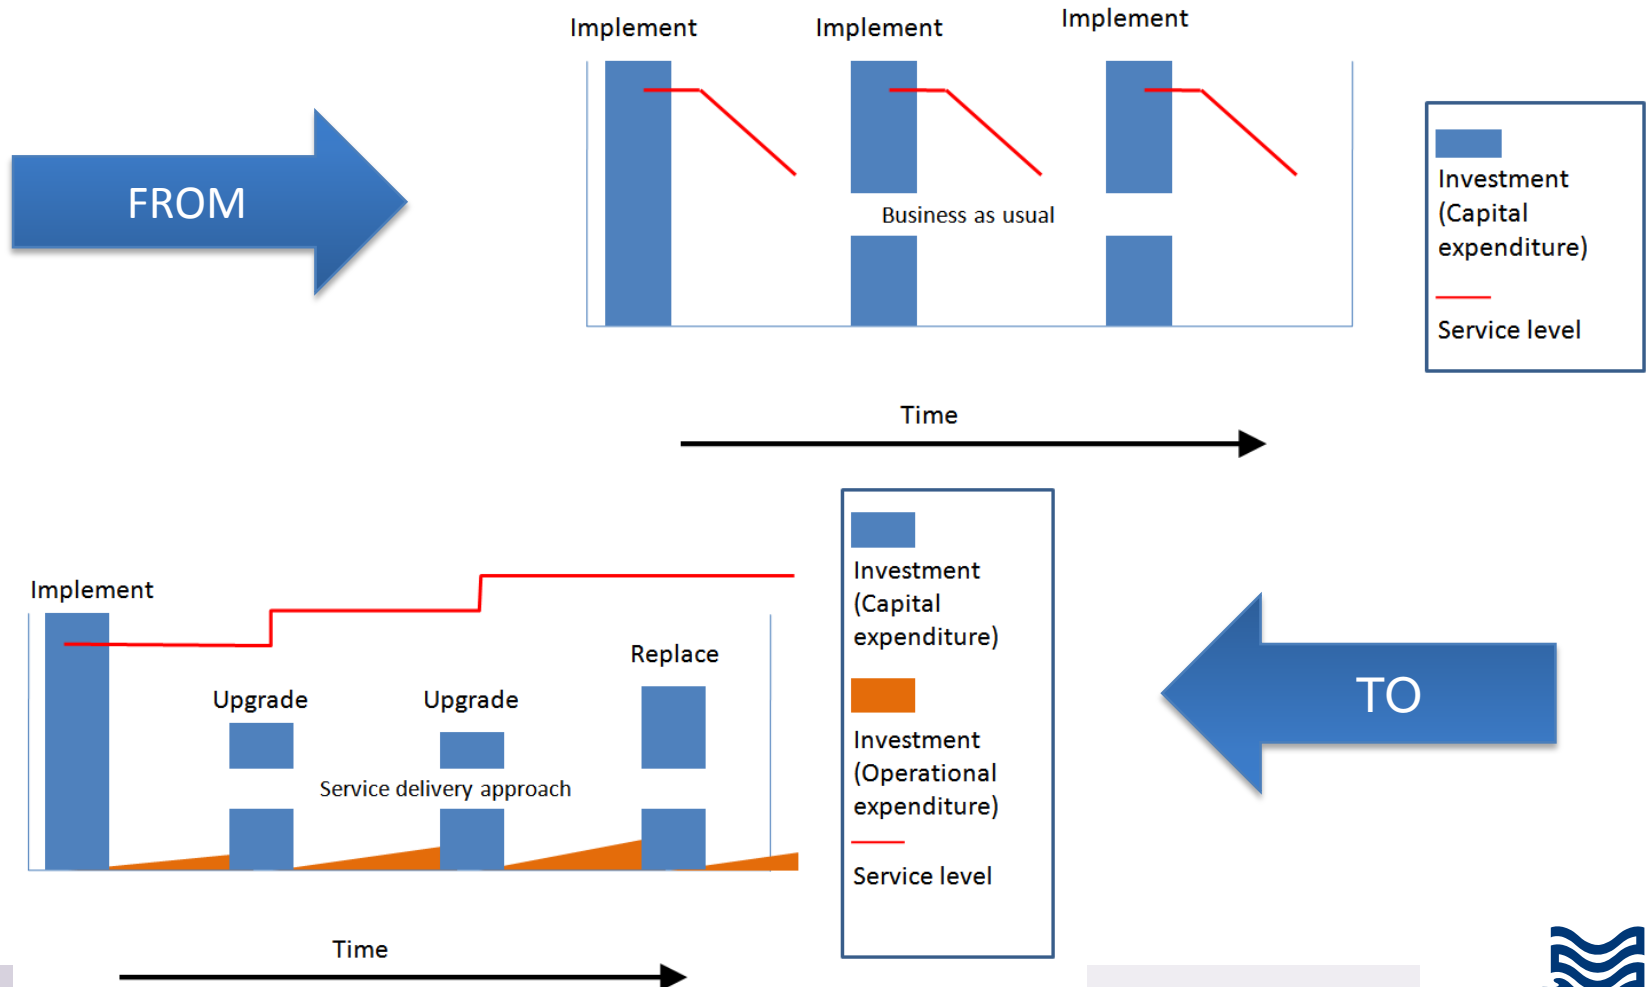 Implement
Implement
Implement
FROM
Business as usual
Investment
(Capital
expenditure)
Service level
Time
Implement
Upgrade
Upgrade
Replace
Service delivery approach
Time
Investment
(Capital
expenditure)
Investment
(Operational
expenditure)
Service level
TO